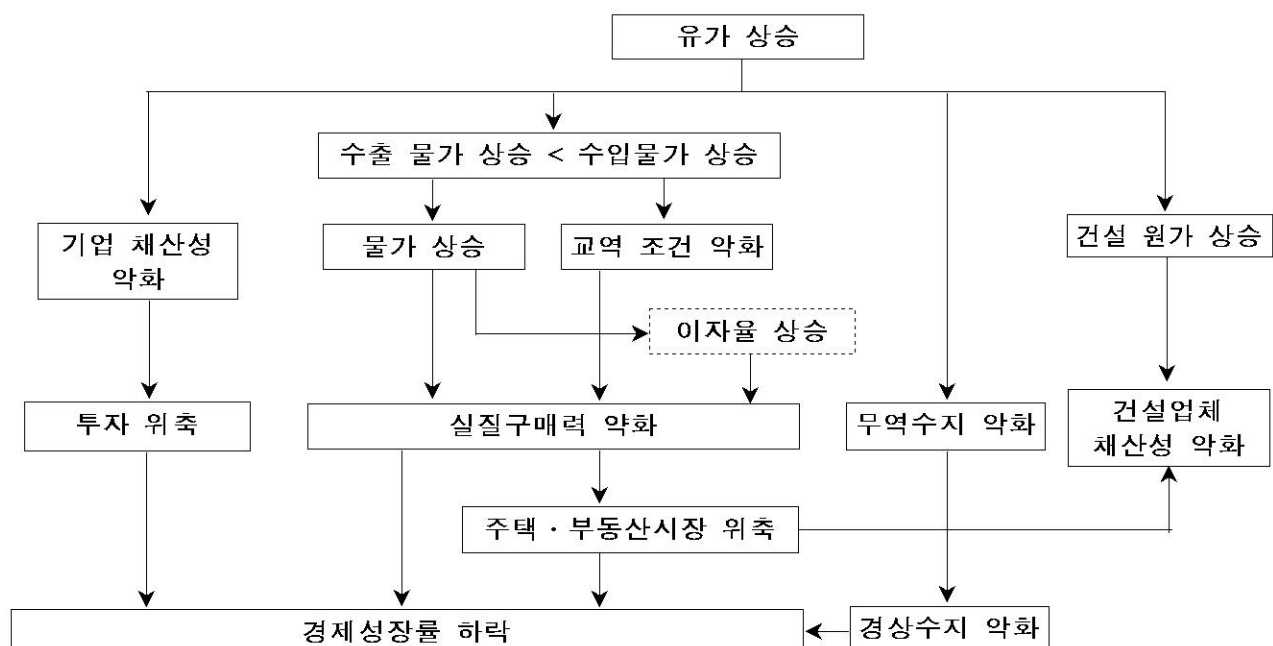 유가 상승
수출 물가 상승 < 수입물가 상승
기업 채산성
악화
물가 상승
교역 조건 악화
건설 원가 상승
이자율 상승
투자 위축
실질구매력 약화
무역수지 악화
건설업체
채산성 악화
주택·부동산시장 위축
경제성장률 하락
경상수지 악화